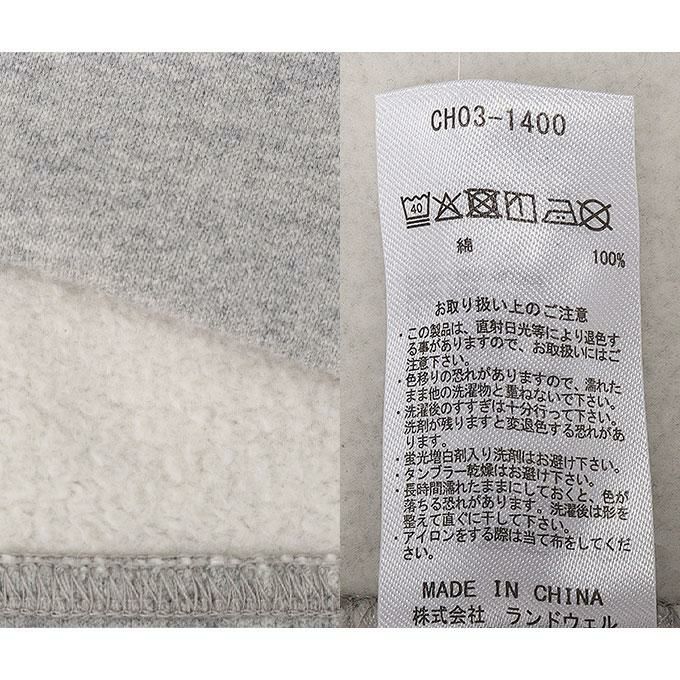 CH03-1400
40
綿 100%
お取り扱い上のご注意
・この製品は、直射日光等により退色す
る事がありますので、お取扱いにはご
注意下さい。
・色移りの恐れがありますので、濡れた
まま他の洗濯物と重ねないで下さい。
・洗濯後のすすぎは十分行って下さい。
洗剤が残りますと変退色する恐れがあ
ります。
・蛍光増白剤入り洗剤はお避け下さい。
・タンブラー乾燥はお避け下さい。
・長時間濡れたままにしておくと、色が
落ちる恐れがあります。洗濯後は形を
整えて直ぐに干して下さい。
・アイロンをする際は当て布をしてくだ
さい。
MADE IN CHINA
株式会社 ランドウェル